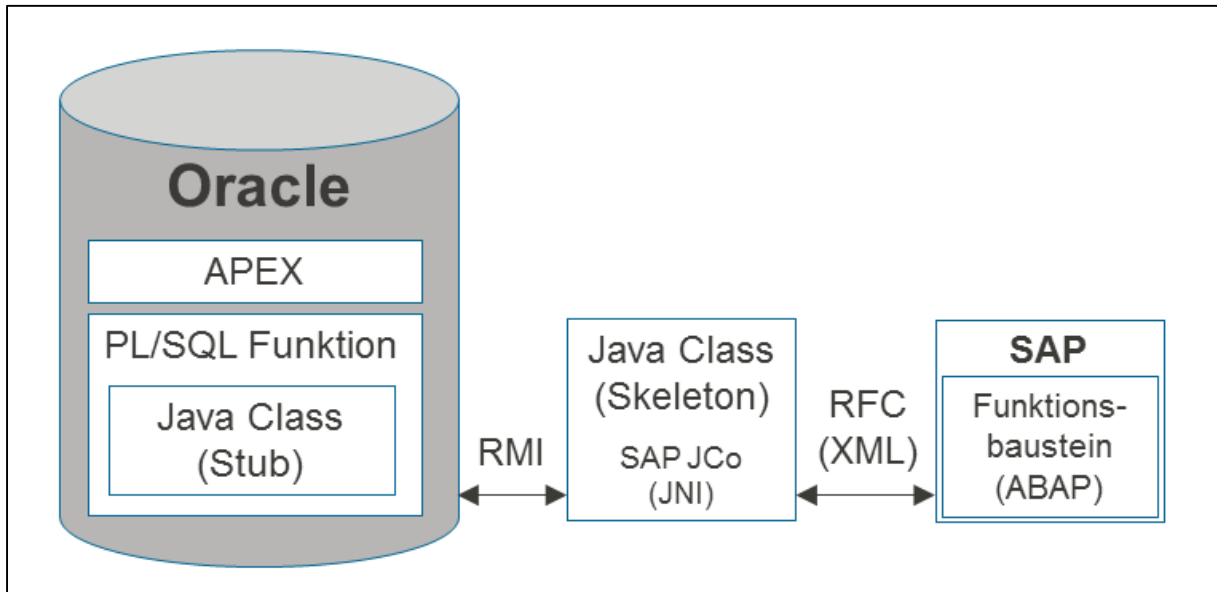 Oracle
APEX
PL/SQL Funktion
Java Class
(Stub)
RMI
Java Class
(Skeleton)
SAP JCo
(JNI)
RFC
(XML)
SAP
Funktions-
baustein
(ABAP)